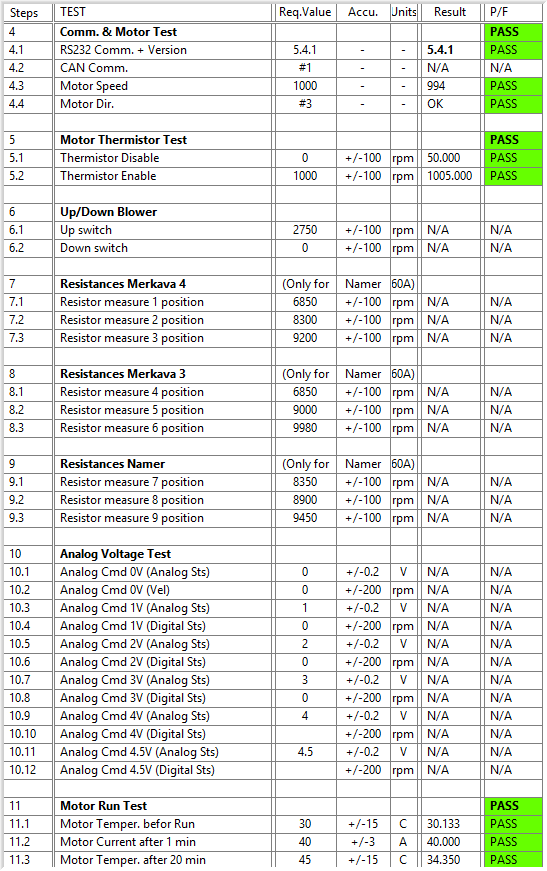 Steps TEST Req.Value Accu. Units Result P/F
4 Comm. & Motor Test PASS
4.1 RS232 Comm. + Version 5.4.1 - - 5.4.1 PASS
4.2 CAN Comm. #1 - - N/A N/A
4.3 Motor Speed 1000 - - 994 PASS
4.4 Motor Dir. #3 - - OK PASS
5 Motor Thermistor Test PASS
5.1 Thermistor Disable 0 +/-100 rpm 50.000 PASS
5.2 Thermistor Enable 1000 +/-100 rpm 1005.000 PASS
6 Up/Down Blower
6.1 Up switch 2750 +/-100 rpm N/A N/A
6.2 Down switch 0 +/-100 rpm N/A N/A
7 Resistances Merkava 4 (Only for Namer 60A)
7.1 Resistor measure 1 position 6850 +/-100 rpm N/A N/A
7.2 Resistor measure 2 position 8300 +/-100 rpm N/A N/A
7.3 Resistor measure 3 position 9200 +/-100 rpm N/A N/A
8 Resistances Merkava 3 (Only for Namer 60A)
8.1 Resistor measure 4 position 6850 +/-100 rpm N/A N/A
8.2 Resistor measure 5 position 9000 +/-100 rpm N/A N/A
8.3 Resistor measure 6 position 9980 +/-100 rpm N/A N/A
9 Resistances Namer (Only for Namer 60A)
9.1 Resistor measure 7 position 8350 +/-100 rpm N/A N/A
9.2 Resistor measure 8 position 8900 +/-100 rpm N/A N/A
9.3 Resistor measure 9 position 9450 +/-100 rpm N/A N/A
10 Analog Voltage Test
10.1 Analog Cmd 0V (Analog Sts) 0 +/-0.2 V N/A N/A
10.2 Analog Cmd 0V (Vel) 0 +/-200 rpm N/A N/A
10.3 Analog Cmd 1V (Analog Sts) 1 +/-0.2 V N/A N/A
10.4 Analog Cmd 1V (Digital Sts) 0 +/-200 rpm N/A N/A
10.5 Analog Cmd 2V (Analog Sts) 2 +/-0.2 V N/A N/A
10.6 Analog Cmd 2V (Digital Sts) 0 +/-200 rpm N/A N/A
10.7 Analog Cmd 3V (Analog Sts) 3 +/-0.2 V N/A N/A
10.8 Analog Cmd 3V (Digital Sts) 0 +/-200 rpm N/A N/A
10.9 Analog Cmd 4V (Analog Sts) 4 +/-0.2 V N/A N/A
10.10 Analog Cmd 4V (Digital Sts) +/-200 rpm N/A N/A
10.11 Analog Cmd 4.5V (Analog Sts) 4.5 +/-0.2 V N/A N/A
10.12 Analog Cmd 4.5V (Digital Sts) +/-200 rpm N/A N/A
11 Motor Run Test PASS
11.1 Motor Temper. befor Run 30 +/-15 C 30.133 PASS
11.2 Motor Current after 1 min 40 +/-3 A 40.000 PASS
11.3 Motor Temper. after 20 min 45 +/-15 C 34.350 PASS